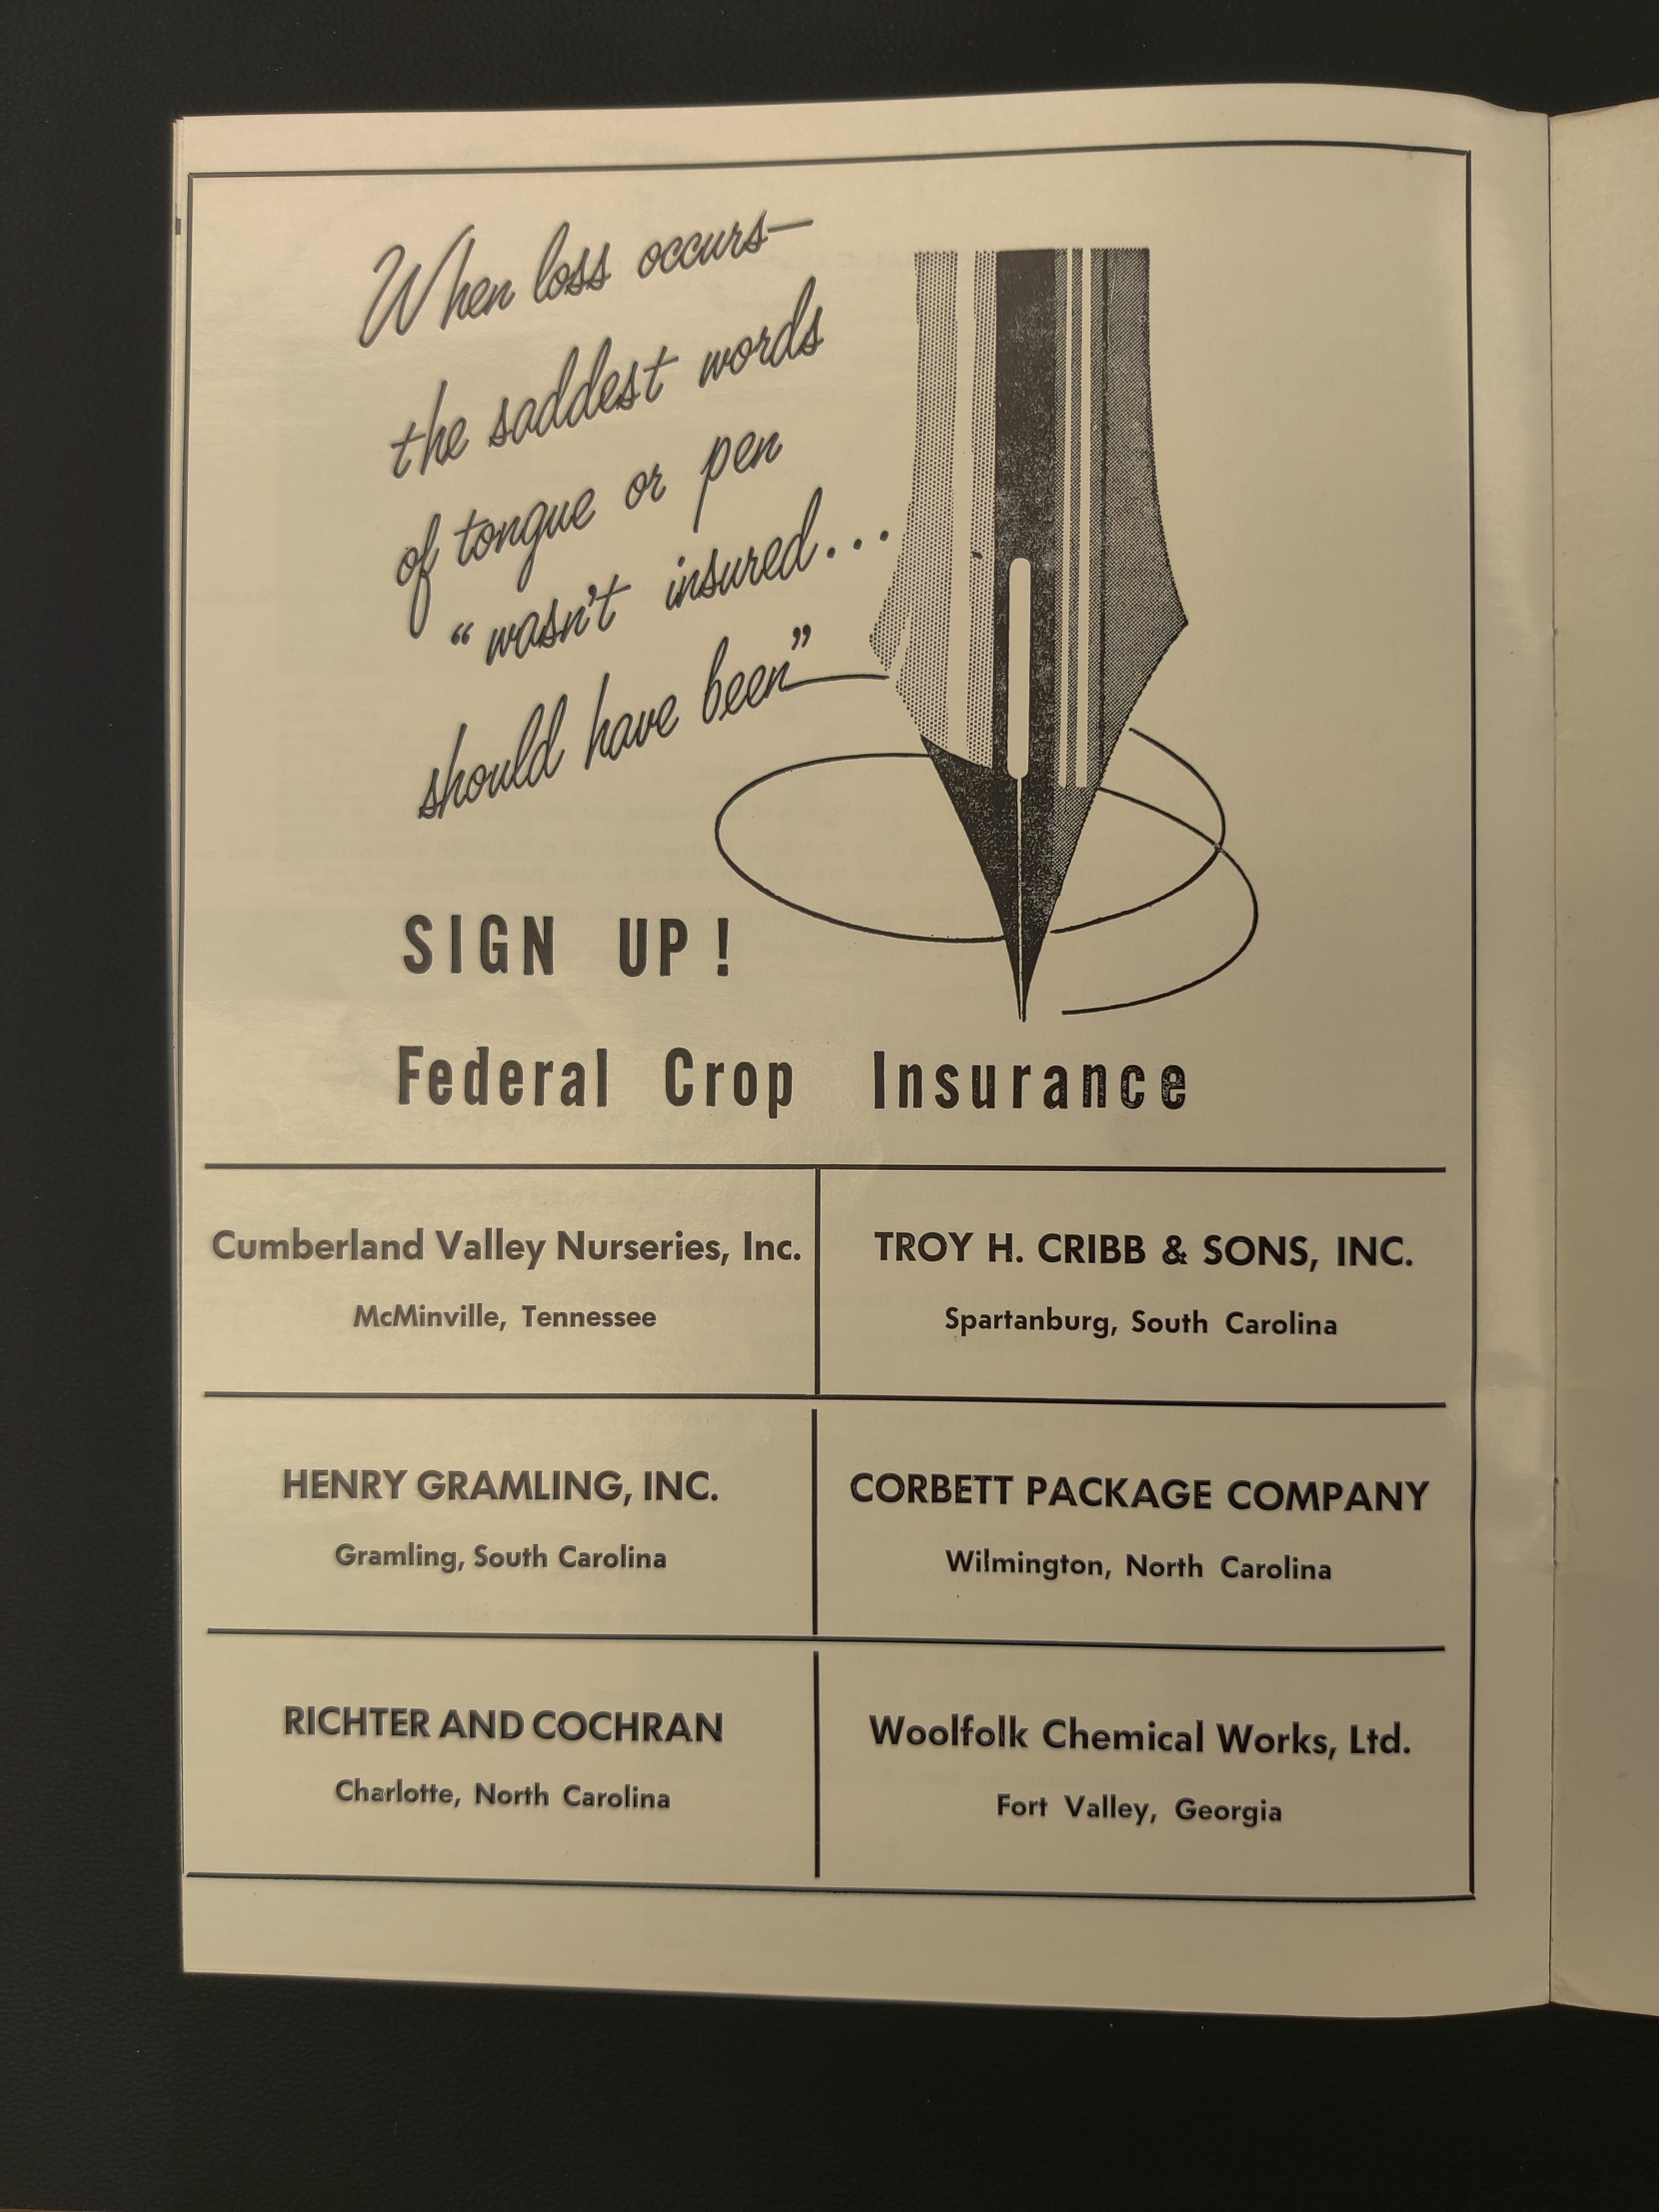 When loss occurs—
the saddest words
of tongue or pen
“wasn't insured...
should have been”
SIGN UP!
Federal Crop Insurance
Cumberland Valley Nurseries, Inc.
McMinville, Tennessee
TROY H. CRIBB & SONS, INC.
Spartanburg, South Carolina
HENRY GRAMLING, INC.
Gramling, South Carolina
CORBETT PACKAGE COMPANY
Wilmington, North Carolina
RICHTER AND COCHRAN
Charlotte, North Carolina
Woolfolk Chemical Works, Ltd.
Fort Valley, Georgia